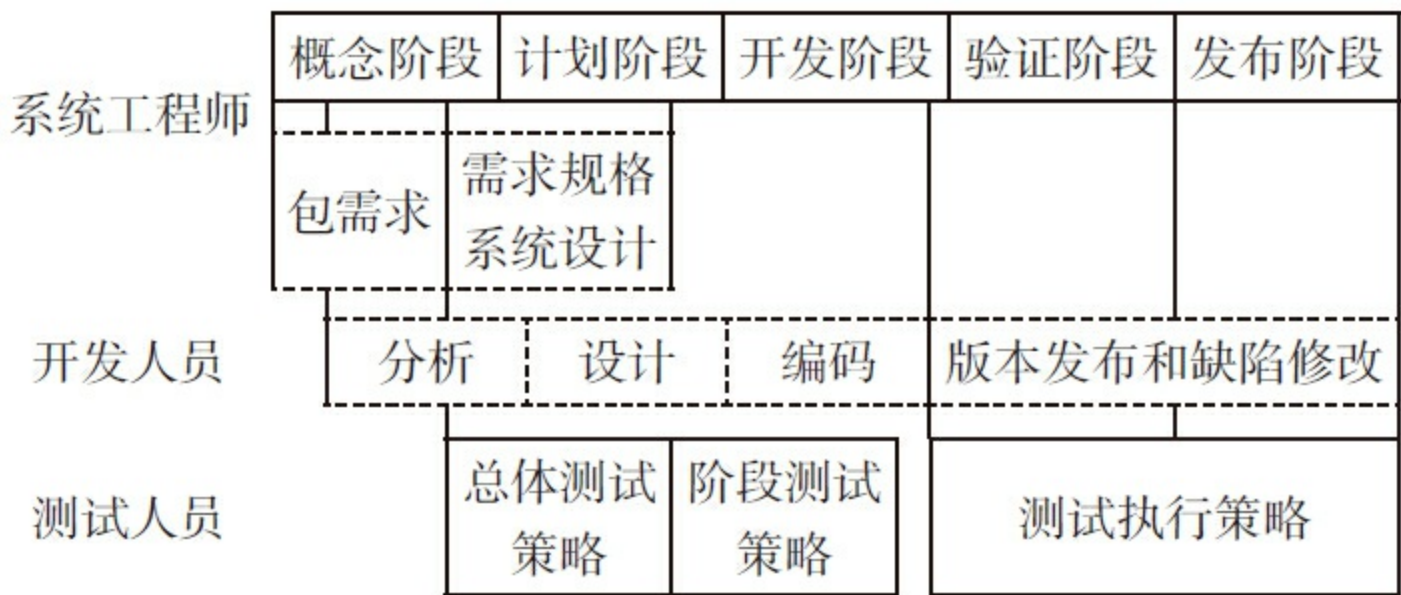 概念阶段 计划阶段 开发阶段 验证阶段 发布阶段
系统工程师
包需求
需求规格
系统设计
开发人员 分析 设计 编码 版本发布和缺陷修改
测试人员
总体测试
策略
阶段测试
策略
测试执行策略